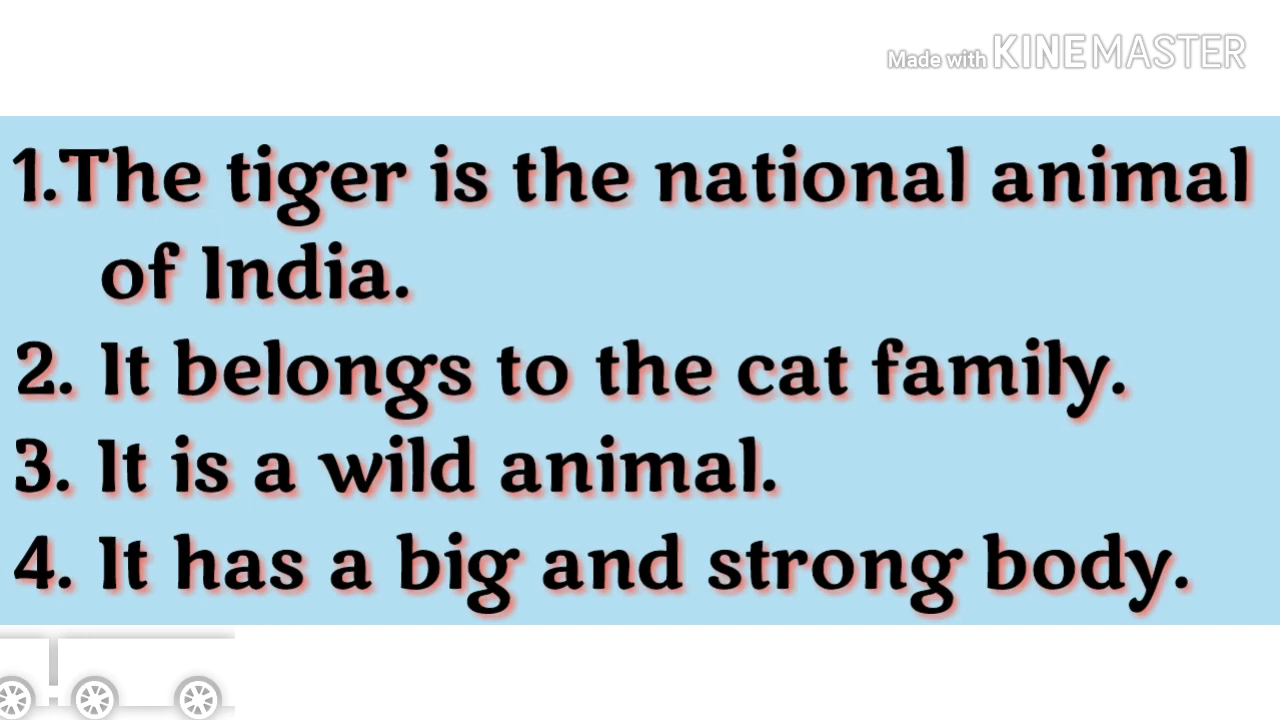 Made with KINEMASTER
1.The tiger is the national animal
of India.
2. It belongs to the cat family.
3. It is a wild animal.
4. It has a big and strong body.